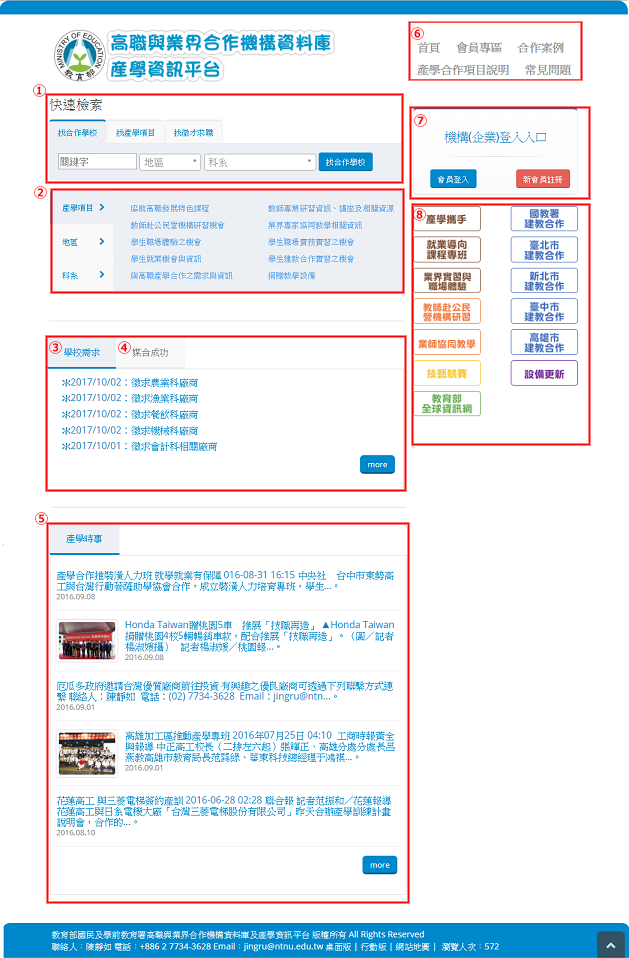 MINISTRY OF EDUCATION
教育部
高職與業界合作機構資料庫
產學資訊平台
⑥
首頁 會員專區 合作案例
產學合作項目說明 常見問題
①
快速檢索
找合作學校 找產學項目 找徵才求職
關鍵字 地區 科系 找合作學校
⑦
機構(企業)登入入口
會員登入 新會員註冊
②
產學項目
地區
科系
協助高職發展特色課程 教師專業研習資訊、講座及相關資源
教師赴公民營機構研習機會 業界專家協同教學相關資訊
學生職場體驗之機會 學生職場實務實習之機會
學生就業機會與資訊 學生建教合作實習之機會
與高職產學合作之需求與資訊 捐贈教學設備
⑧
產學攜手
就業導向
課程專班
業界實習與
職場體驗
教師赴公民
營機構研習
業師協同教學
技藝競賽
教育部
全球資訊網
國教署
建教合作
臺北市
建教合作
新北市
建教合作
臺中市
建教合作
高雄市
建教合作
設備更新
③ 學校需求 ④ 媒合成功
※2017/10/02：徵求農業科廠商
※2017/10/02：徵求漁業科廠商
※2017/10/02：徵求餐飲科廠商
※2017/10/02：徵求機械科廠商
※2017/10/01：徵求會計科相關廠商
more
⑤
產學時事
產學合作推裝潢人力班 就學就業有保障 016-08-31 16:15 中央社 台中市東勢高
工與台灣行動菩薩助學協會合作，成立裝潢人力培育專班，學生...。
2016.09.08
Honda Taiwan贈桃園5車 推展「技職再造」 ▲Honda Taiwan
捐贈桃園4校5輛暢銷車款，配合推展「技職再造」。（圖／記者
楊淑媛攝） 記者楊淑媛／桃園報...。
2016.09.08
厄瓜多政府邀請台灣優質廠商前往投資 有興趣之優良廠商可透過下列聯繫方式連
繫 聯絡人：陳靜如 電話：(02) 7734-3628 Email：jingru@ntn...。
2016.09.01
高雄加工區推動產學專班 2016年07月25日 04:10 工商時報黃全
興報導 中正高工校長（二排左六起）張輝正、高雄分處分處長呂
燕教高雄市教育局長范巽綠、華東科技總經理于鴻祺...。
2016.09.01
花蓮高工 與三菱電梯簽約產訓 2016-06-28 02:28 聯合報 記者范振和／花蓮報導
花蓮高工與日系電機大廠「台灣三菱電梯股份有限公司」昨天合辦產學訓練計畫
說明會，合作的...。
2016.08.10
more
教育部國民及學前教育署高職與業界合作機構資料庫及產學資訊平台 版權所有 All Rights Reserved
聯絡人：陳靜如 電話：+886 2 7734-3628 Email：jingru@ntnu.edu.tw 桌面版 | 行動版 | 網站地圖 | 瀏覽人次：572